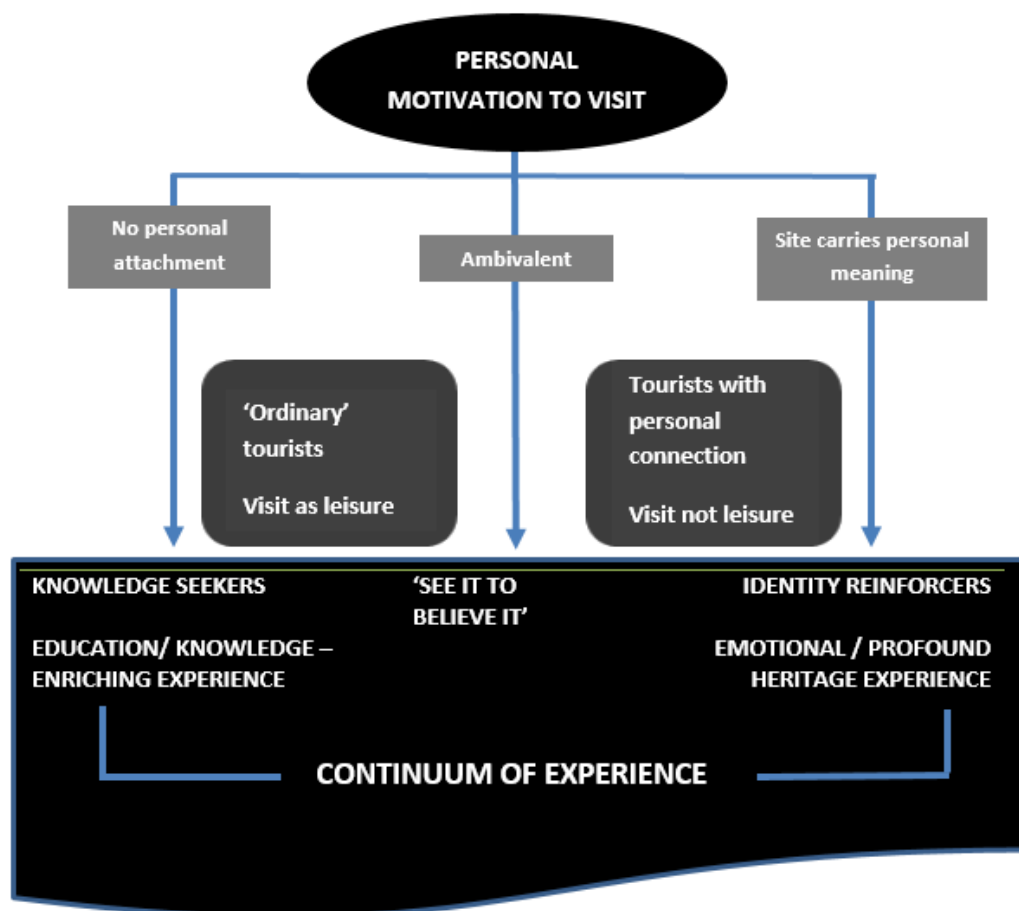 PERSONAL
MOTIVATION TO VISIT
No personal
attachment
Ambivalent
Site carries personal
meaning
‘Ordinary’
tourists
Visit as leisure
Tourists with
personal
connection
Visit not leisure
KNOWLEDGE SEEKERS
‘SEE IT TO
BELIEVE IT’
IDENTITY REINFORCERS
EDUCATION/ KNOWLEDGE –
ENRICHING EXPERIENCE
EMOTIONAL / PROFOUND
HERITAGE EXPERIENCE
CONTINUUM OF EXPERIENCE